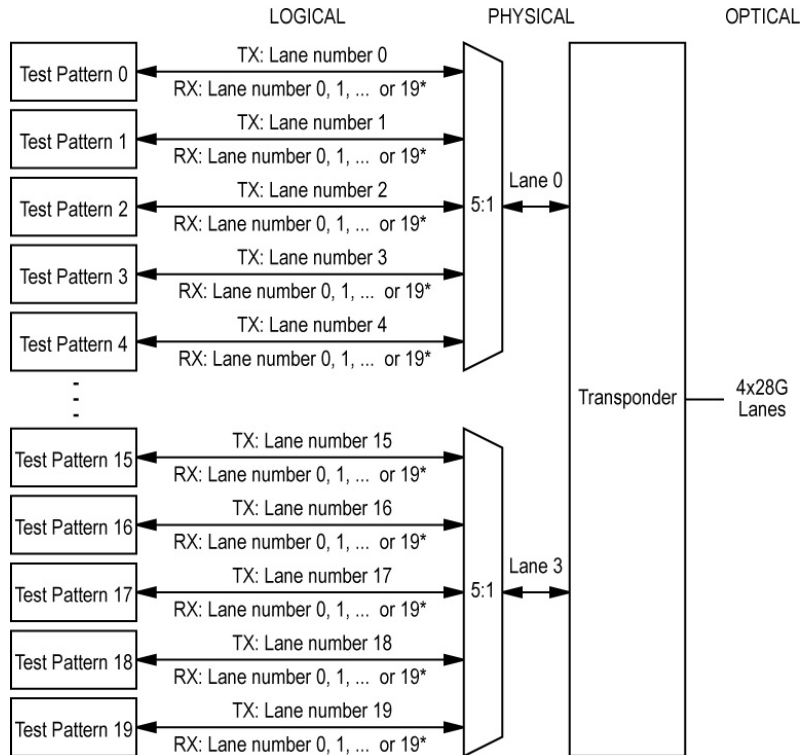 LOGICAL PHYSICAL OPTICAL
Test Pattern 0
TX: Lane number 0
RX: Lane number 0, 1, ... or 19*
Test Pattern 1
TX: Lane number 1
RX: Lane number 0, 1, ... or 19*
Test Pattern 2
TX: Lane number 2
RX: Lane number 0, 1, ... or 19*
Test Pattern 3
TX: Lane number 3
RX: Lane number 0, 1, ... or 19*
Test Pattern 4
TX: Lane number 4
RX: Lane number 0, 1, ... or 19*
5:1
Lane 0
Test Pattern 15
TX: Lane number 15
RX: Lane number 0, 1, ... or 19*
Test Pattern 16
TX: Lane number 16
RX: Lane number 0, 1, ... or 19*
Test Pattern 17
TX: Lane number 17
RX: Lane number 0, 1, ... or 19*
Test Pattern 18
TX: Lane number 18
RX: Lane number 0, 1, ... or 19*
Test Pattern 19
TX: Lane number 19
RX: Lane number 0, 1, ... or 19*
5:1
Lane 3
Transponder
4x28G
Lanes